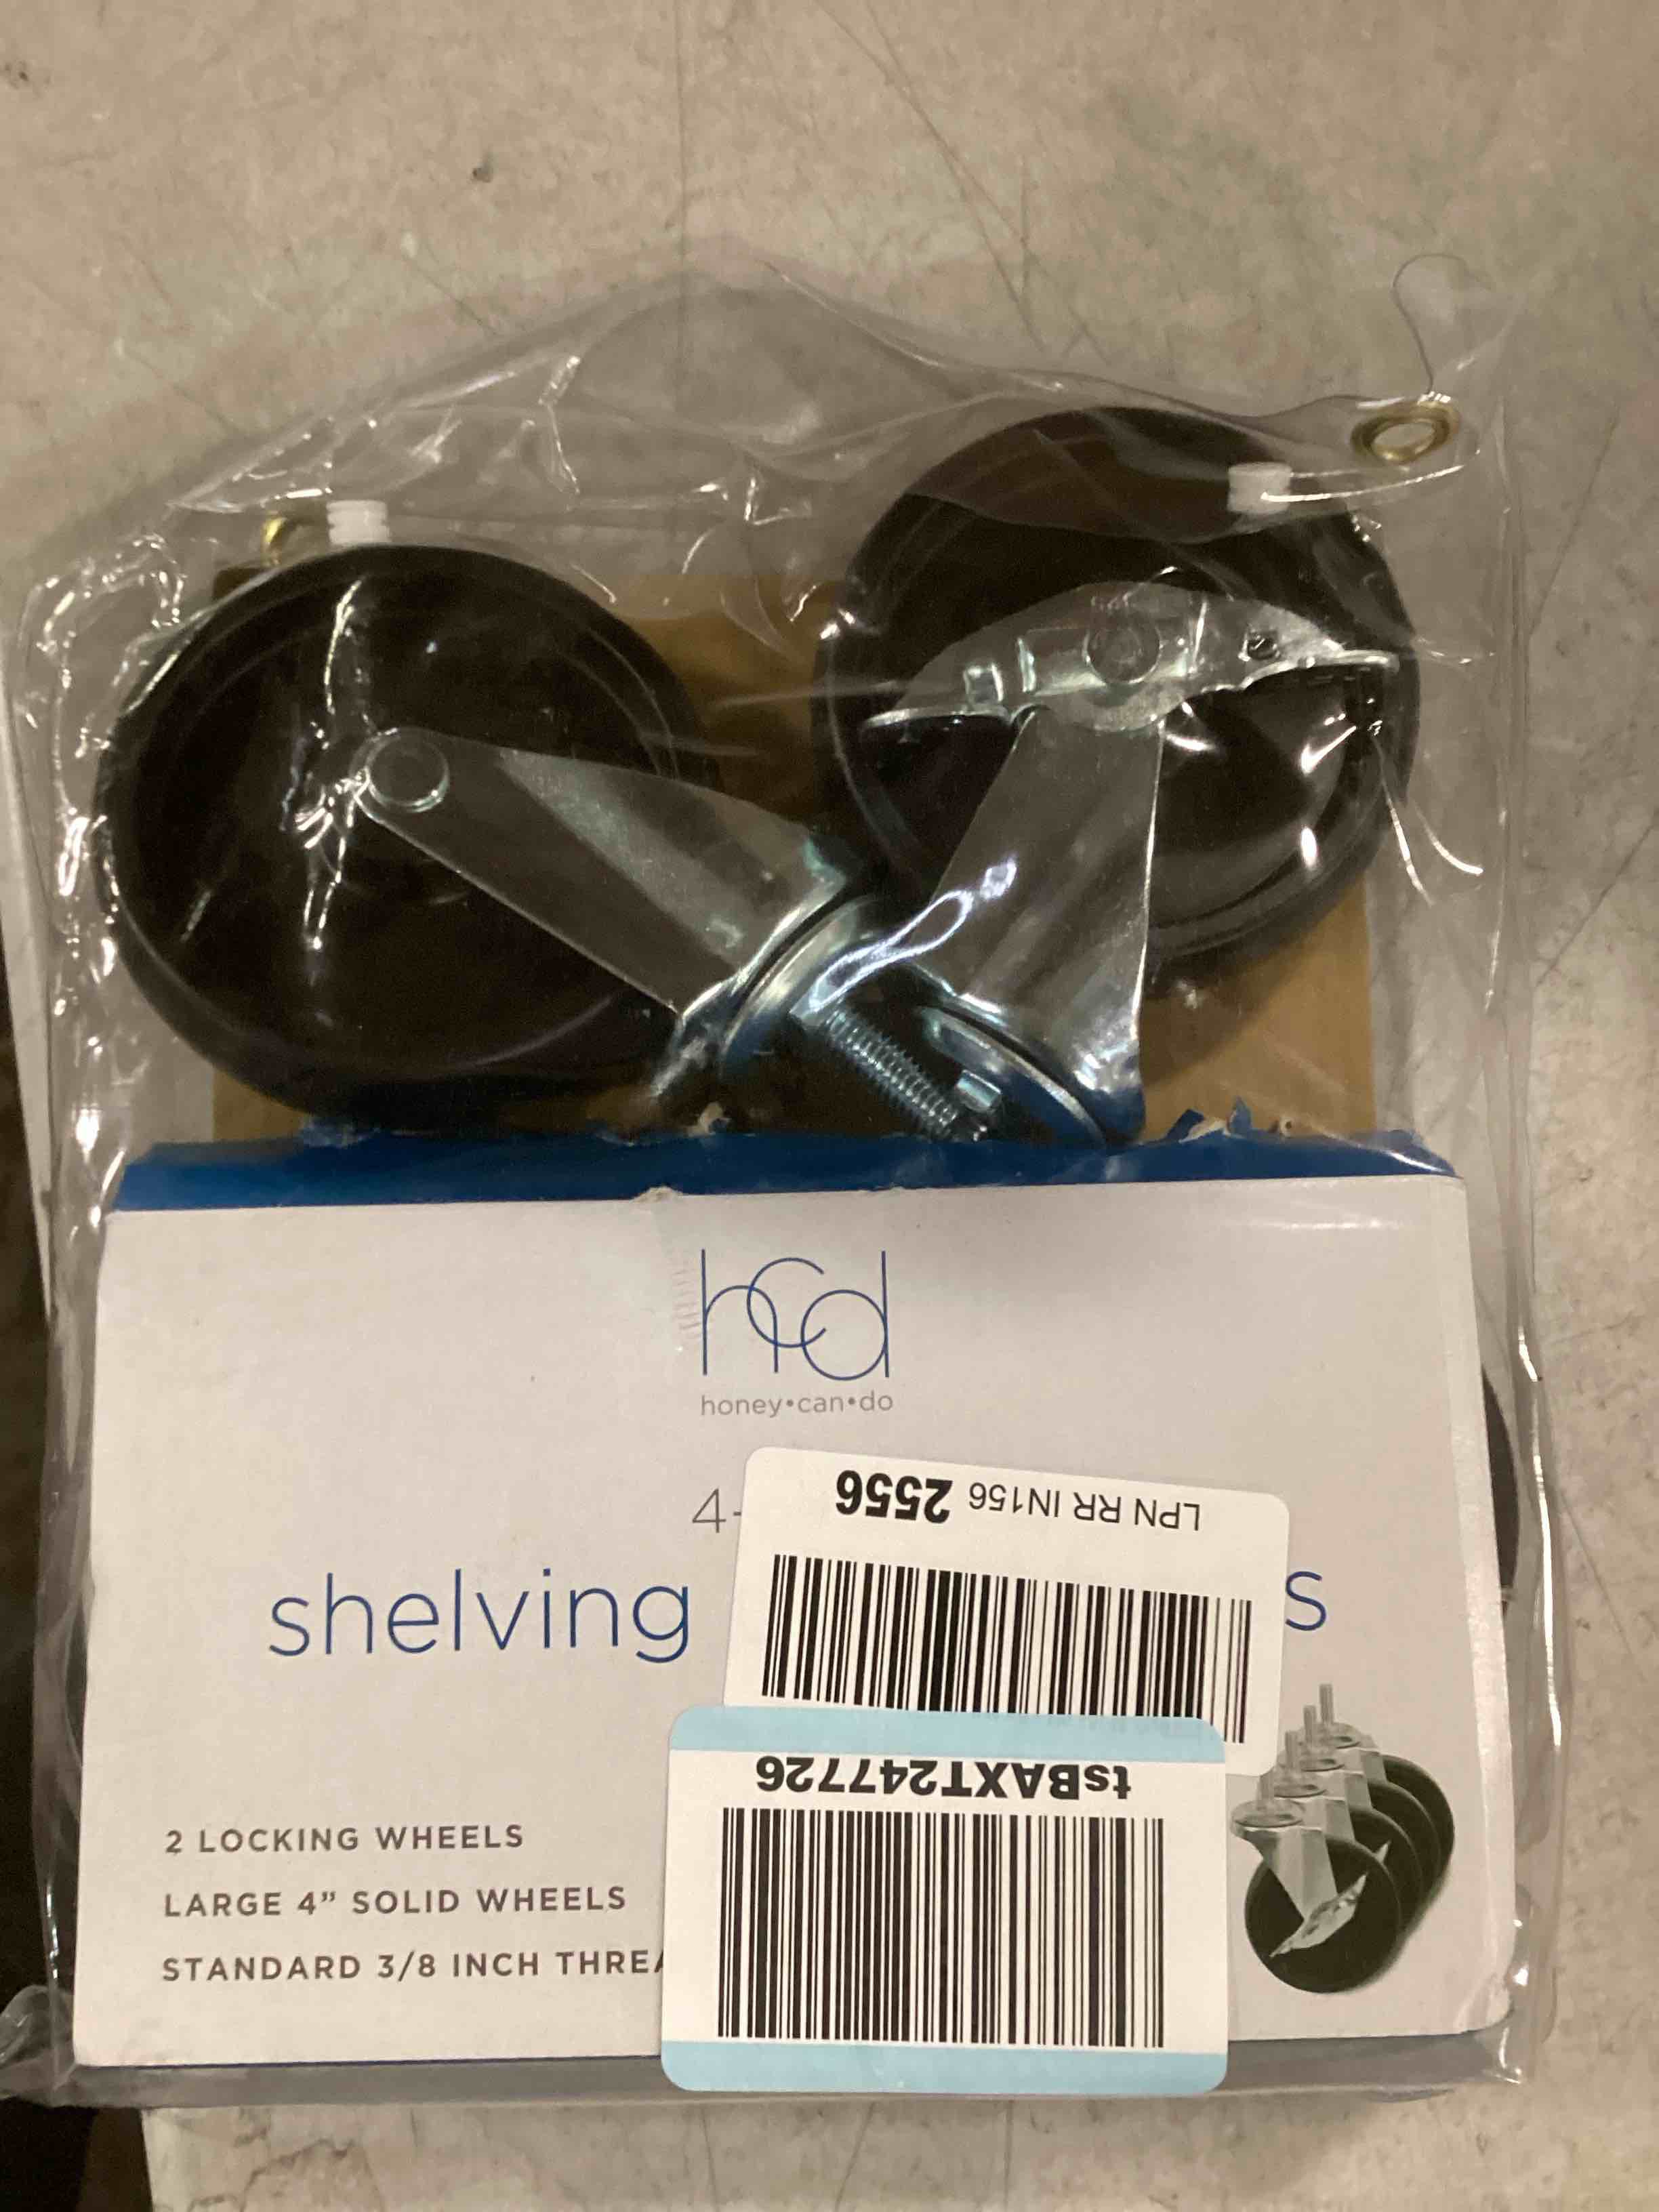 hcd
honey•can•do
4-
shelving s
LPN RR IN156 2556
tsBAXT247726
2 LOCKING WHEELS
LARGE 4” SOLID WHEELS
STANDARD 3/8 INCH THREA